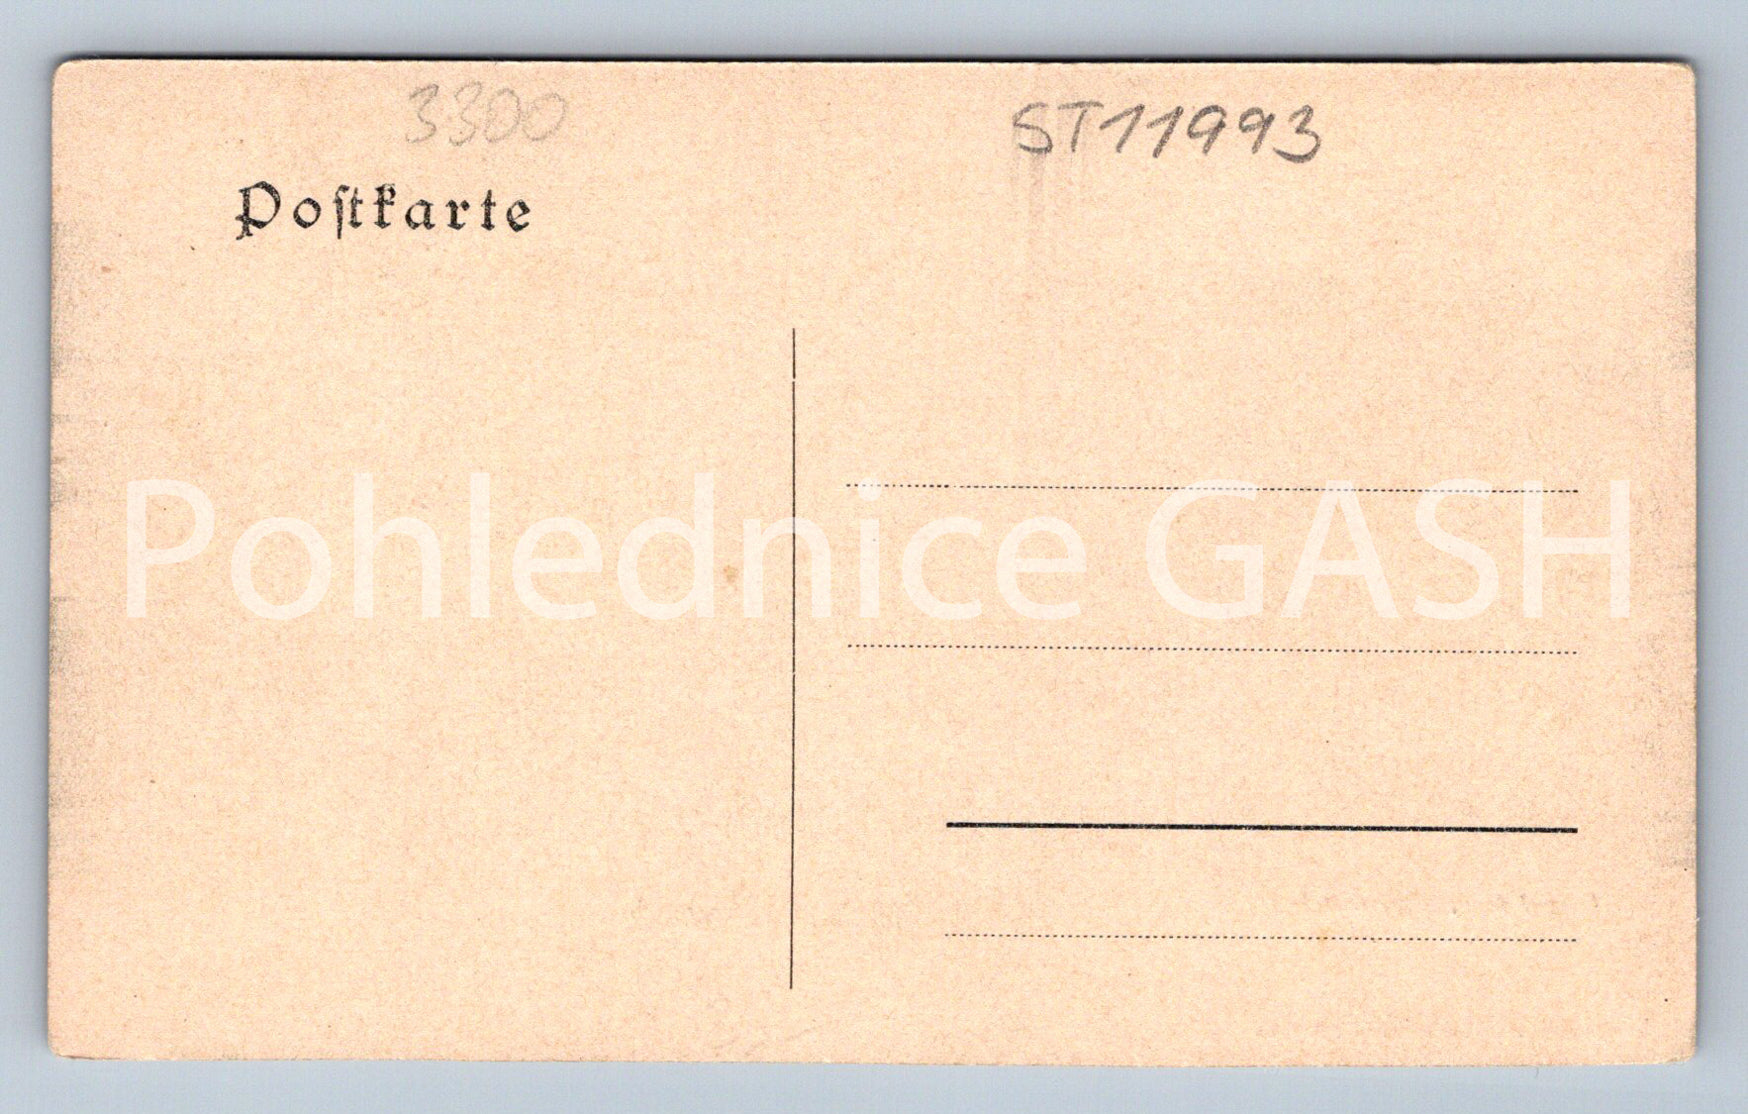 3300
ST11993
Poſtkarte
Pohlednice GASH